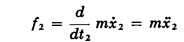 f₂ = d/dt₂ mẋ₂ = mẍ₂